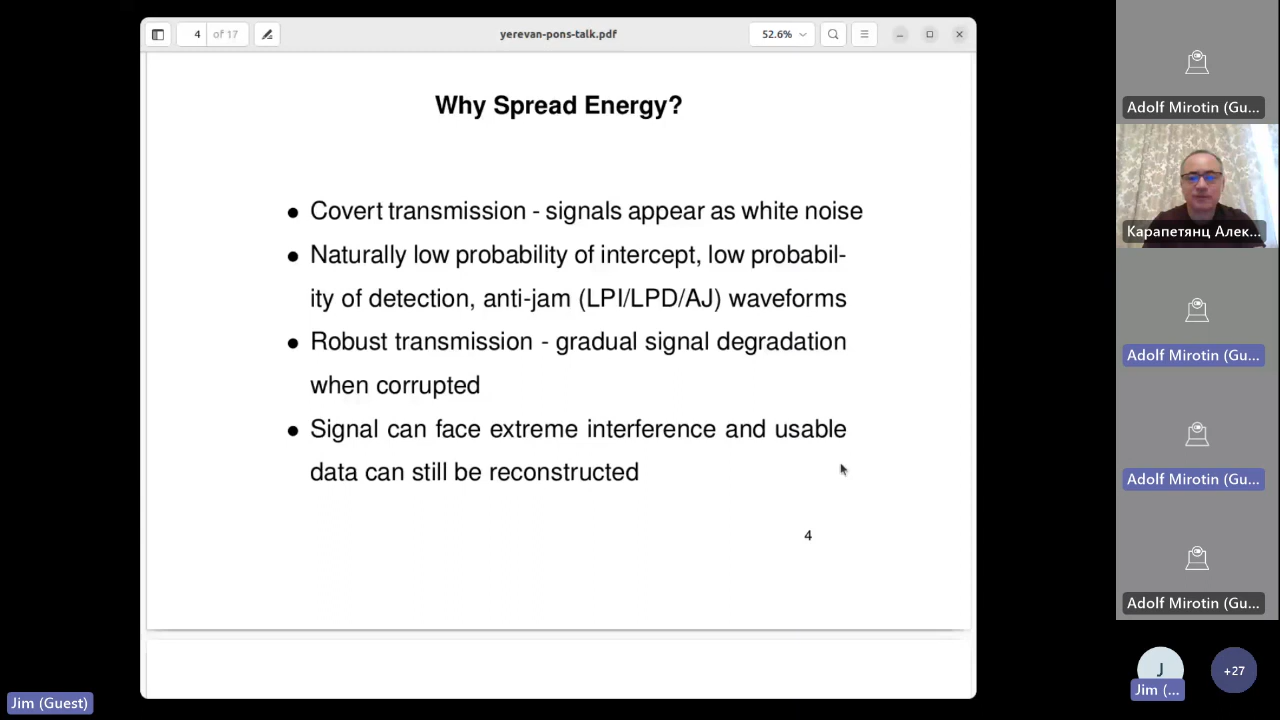 4 of 17
yerevan-pons-talk.pdf
52.6%
Why Spread Energy?
● Covert transmission - signals appear as white noise
● Naturally low probability of intercept, low probabil-
ity of detection, anti-jam (LPI/LPD/AJ) waveforms
● Robust transmission - gradual signal degradation
when corrupted
● Signal can face extreme interference and usable
data can still be reconstructed
4
Adolf Mirotin (Gu...
Карапетянц Алек...
Adolf Mirotin (Gu...
Adolf Mirotin (Gu...
Adolf Mirotin (Gu...
J
Jim (...
+27
Jim (Guest)